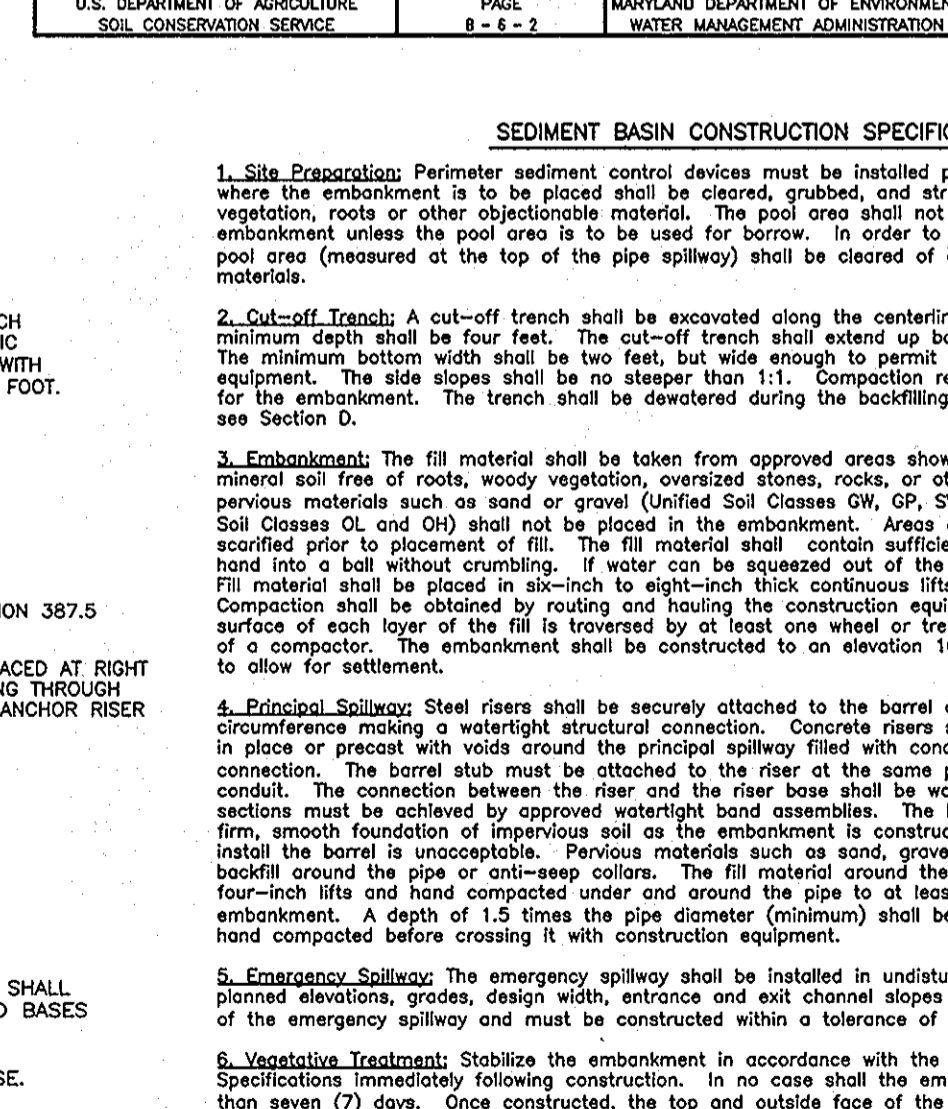 U.S. DEPARTMENT OF AGRICULTURE
SOIL CONSERVATION SERVICE
PAGE
B - 6 - 2
MARYLAND DEPARTMENT OF ENVIRONMEN
WATER MANAGEMENT ADMINISTRATION
SEDIMENT BASIN CONSTRUCTION SPECIFIC
1. Site Preparation: Perimeter sediment control devices must be installed p
where the embankment is to be placed shall be cleared, grubbed, and str
vegetation, roots or other objectionable material. The pool area shall not
embankment unless the pool area is to be used for borrow. In order to
pool area (measured at the top of the pipe spillway) shall be cleared of
materials.
2. Cut-off Trench: A cut-off trench shall be excavated along the centerlin
minimum depth shall be four feet. The cut-off trench shall extend up bo
The minimum bottom width shall be two feet, but wide enough to permit
equipment. The side slopes shall be no steeper than 1:1. Compaction re
for the embankment. The trench shall be dewatered during the backfilling
see Section D.
3. Embankment: The fill material shall be taken from approved areas show
mineral soil free of roots, woody vegetation, oversized stones, rocks, or ot
pervious materials such as sand or gravel (Unified Soil Classes GW, GP, S
Soil Classes OL and OH) shall not be placed in the embankment. Areas
scarified prior to placement of fill. The fill material shall contain sufficie
hand into a ball without crumbling. If water can be squeezed out of the
Fill material shall be placed in six-inch to eight-inch thick continuous lifts
Compaction shall be obtained by routing and hauling the construction equi
surface of each layer of the fill is traversed by at least one wheel or tre
of a compactor. The embankment shall be constructed to an elevation 1
to allow for settlement.
4. Principal Spillway: Steel risers shall be securely attached to the barrel
circumference making a watertight structural connection. Concrete risers s
in place or precast with voids around the principal spillway filled with conc
connection. The barrel stub must be attached to the riser at the same p
conduit. The connection between the riser and the riser base shall be wa
sections must be achieved by approved watertight band assemblies. The
firm, smooth foundation of impervious soil as the embankment is construc
install the barrel is unacceptable. Pervious materials such as sand, grave
backfill around the pipe or anti-seep collars. The fill material around the
four-inch lifts and hand compacted under and around the pipe to at leas
embankment. A depth of 1.5 times the pipe diameter (minimum) shall be
hand compacted before crossing it with construction equipment.
5. Emergency Spillway: The emergency spillway shall be installed in undistu
planned elevations, grades, design width, entrance and exit channel slopes
of the emergency spillway and must be constructed within a tolerance of
6. Vegetative Treatment: Stabilize the embankment in accordance with the
Specifications immediately following construction. In no case shall the em
than seven (7) days. Once constructed, the top and outside face of the
CH
IC
WITH
FOOT.
ION 387.5
ACED AT RIGHT
NG THROUGH
ANCHOR RISER
SHALL
D BASES
SE.